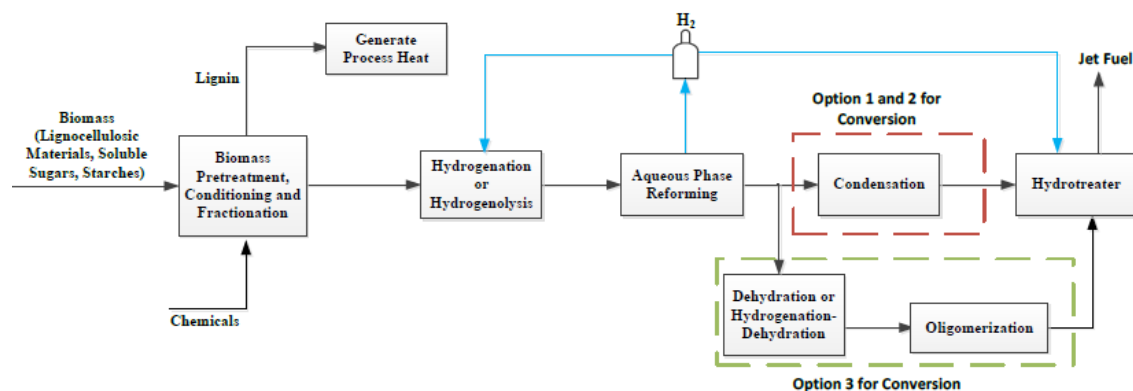 H2
Generate
Process Heat
Jet Fuel
Lignin
Option 1 and 2 for
Conversion
Biomass
(Lignocellulosic
Materials, Soluble
Sugars, Starches)
Biomass
Pretreatment,
Conditioning and
Fractionation
Hydrogenation
or
Hydrogenolysis
Aqueous Phase
Reforming
Condensation
Hydrotreater
Chemicals
Dehydration or
Hydrogenation-
Dehydration
Oligomerization
Option 3 for Conversion